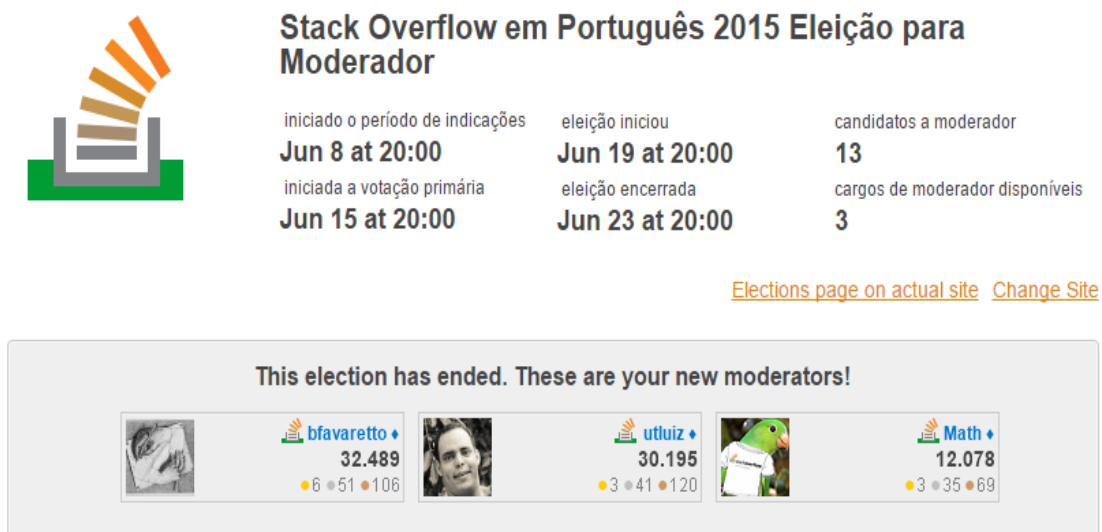 Stack Overflow em Português 2015 Eleição para
Moderador
iniciado o período de indicações
Jun 8 at 20:00
eleição iniciou
Jun 19 at 20:00
candidatos a moderador
13
iniciada a votação primária
Jun 15 at 20:00
eleição encerrada
Jun 23 at 20:00
cargos de moderador disponíveis
3
Elections page on actual site Change Site
This election has ended. These are your new moderators!
bfavaretto ♦
32.489
●6 ●51 ●106
utluiz ♦
30.195
●3 ●41 ●120
Math ♦
12.078
●3 ●35 ●69